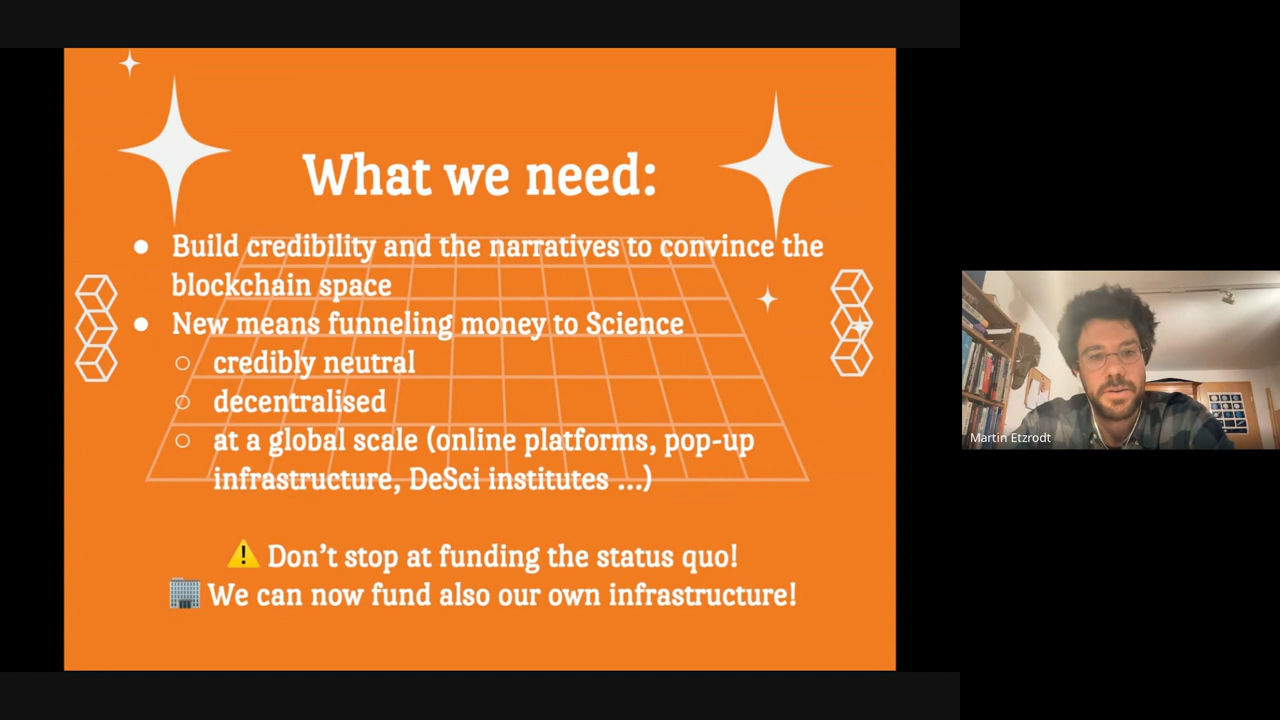 What we need:
● Build credibility and the narratives to convince the
blockchain space
● New means funneling money to Science
○ credibly neutral
○ decentralised
○ at a global scale (online platforms, pop-up
infrastructure, DeSci institutes ...)
⚠️ Don’t stop at funding the status quo!
🏢 We can now fund also our own infrastructure!
Martin Etzrodt